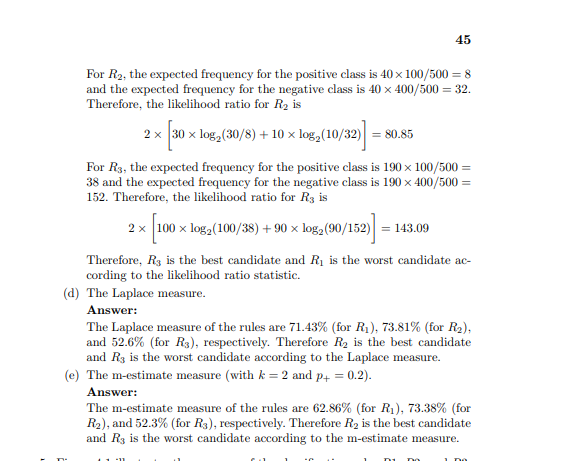 45
For R₂, the expected frequency for the positive class is 40 × 100/500 = 8
and the expected frequency for the negative class is 40 × 400/500 = 32.
Therefore, the likelihood ratio for R₂ is
2 × [30 × log₂(30/8) + 10 × log₂(10/32)] = 80.85
For R₃, the expected frequency for the positive class is 190 × 100/500 =
38 and the expected frequency for the negative class is 190 × 400/500 =
152. Therefore, the likelihood ratio for R₃ is
2 × [100 × log₂(100/38) + 90 × log₂(90/152)] = 143.09
Therefore, R₃ is the best candidate and R₁ is the worst candidate ac-
cording to the likelihood ratio statistic.
(d) The Laplace measure.
Answer:
The Laplace measure of the rules are 71.43% (for R₁), 73.81% (for R₂),
and 52.6% (for R₃), respectively. Therefore R₂ is the best candidate
and R₃ is the worst candidate according to the Laplace measure.
(e) The m-estimate measure (with k = 2 and p₊ = 0.2).
Answer:
The m-estimate measure of the rules are 62.86% (for R₁), 73.38% (for
R₂), and 52.3% (for R₃), respectively. Therefore R₂ is the best candidate
and R₃ is the worst candidate according to the m-estimate measure.